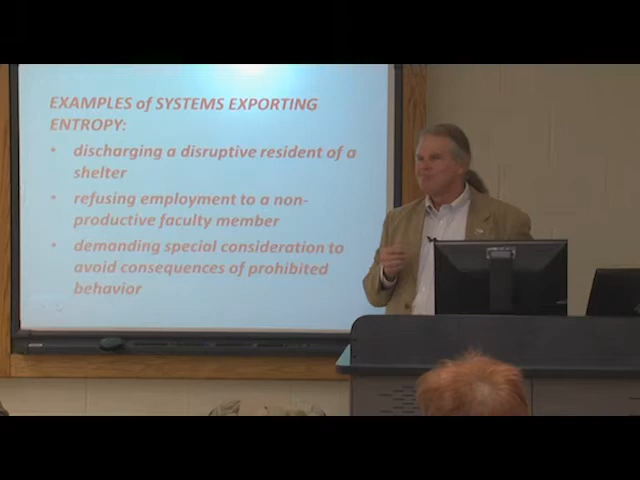 EXAMPLES of SYSTEMS EXPORTING
ENTROPY:
• discharging a disruptive resident of a
shelter
• refusing employment to a non-
productive faculty member
• demanding special consideration to
avoid consequences of prohibited
behavior